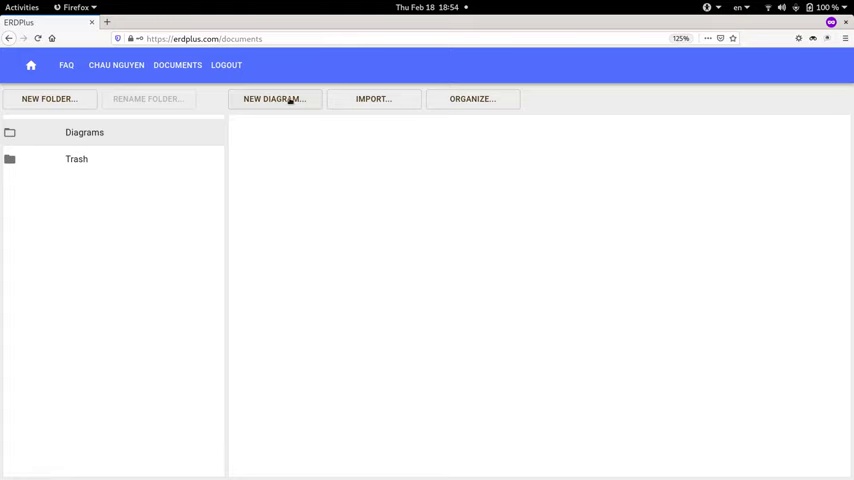 Activities Firefox Thu Feb 18 18:54 en 100 %
ERDPlus
https://erdplus.com/documents 125%
FAQ CHAU NGUYEN DOCUMENTS LOGOUT
NEW FOLDER... RENAME FOLDER... NEW DIAGRAM... IMPORT... ORGANIZE...
Diagrams
Trash